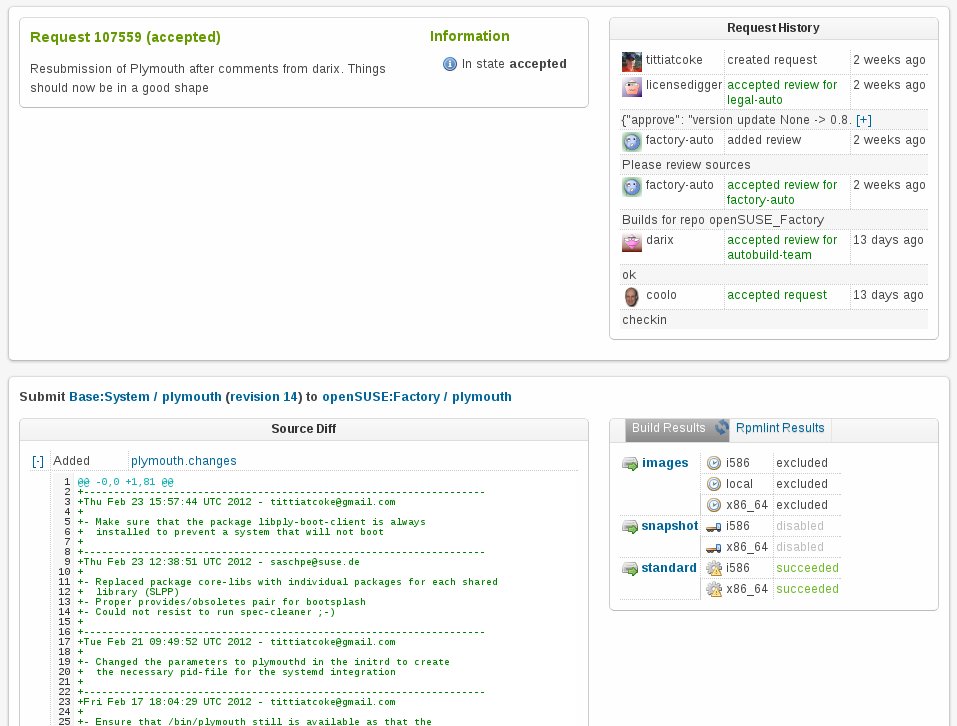 Request 107559 (accepted)
Resubmission of Plymouth after comments from darix. Things
should now be in a good shape
Information
In state accepted
Request History
tittiatcoke created request 2 weeks ago
licensedigger accepted review for 2 weeks ago
legal-auto
{"approve": "version update None -> 0.8. [+]
factory-auto added review 2 weeks ago
Please review sources
factory-auto accepted review for 2 weeks ago
factory-auto
Builds for repo openSUSE_Factory
darix accepted review for 13 days ago
autobuild-team
ok
coolo accepted request 13 days ago
checkin
Submit Base:System / plymouth (revision 14) to openSUSE:Factory / plymouth
Source Diff
[-] Added plymouth.changes
1 @@ -0,0 +1,81 @@
2 +-------------------------------------------------------------------
3 +Thu Feb 23 15:57:44 UTC 2012 - tittiatcoke@gmail.com
4 +
5 +- Make sure that the package libply-boot-client is always
6 +  installed to prevent a system that will not boot
7 +
8 +-------------------------------------------------------------------
9 +Thu Feb 23 12:38:51 UTC 2012 - saschpe@suse.de
10 +
11 +- Replaced package core-libs with individual packages for each shared
12 +  library (SLPP)
13 +- Proper provides/obsoletes pair for bootsplash
14 +- Could not resist to run spec-cleaner ;-)
15 +
16 +-------------------------------------------------------------------
17 +Tue Feb 21 09:49:52 UTC 2012 - tittiatcoke@gmail.com
18 +
19 +- Changed the parameters to plymouthd in the initrd to create
20 +  the necessary pid-file for the systemd integration
21 +
22 +-------------------------------------------------------------------
23 +Fri Feb 17 18:04:29 UTC 2012 - tittiatcoke@gmail.com
24 +
25 +- Ensure that /bin/plymouth still is available as that the
Build Results Rpmlint Results
images i586 excluded
local excluded
x86_64 excluded
snapshot i586 disabled
x86_64 disabled
standard i586 succeeded
x86_64 succeeded